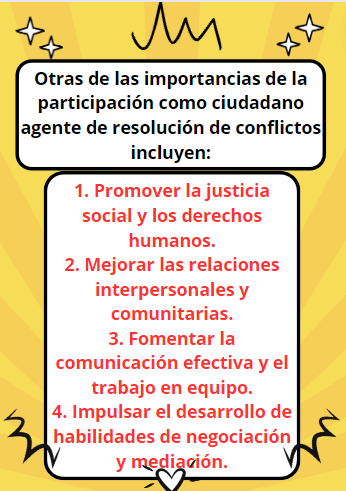 Otras de las importancias de la
participación como ciudadano
agente de resolución de conflictos
incluyen:
1. Promover la justicia
social y los derechos
humanos.
2. Mejorar las relaciones
interpersonales y
comunitarias.
3. Fomentar la
comunicación efectiva y el
trabajo en equipo.
4. Impulsar el desarrollo de
habilidades de negociación
y mediación.